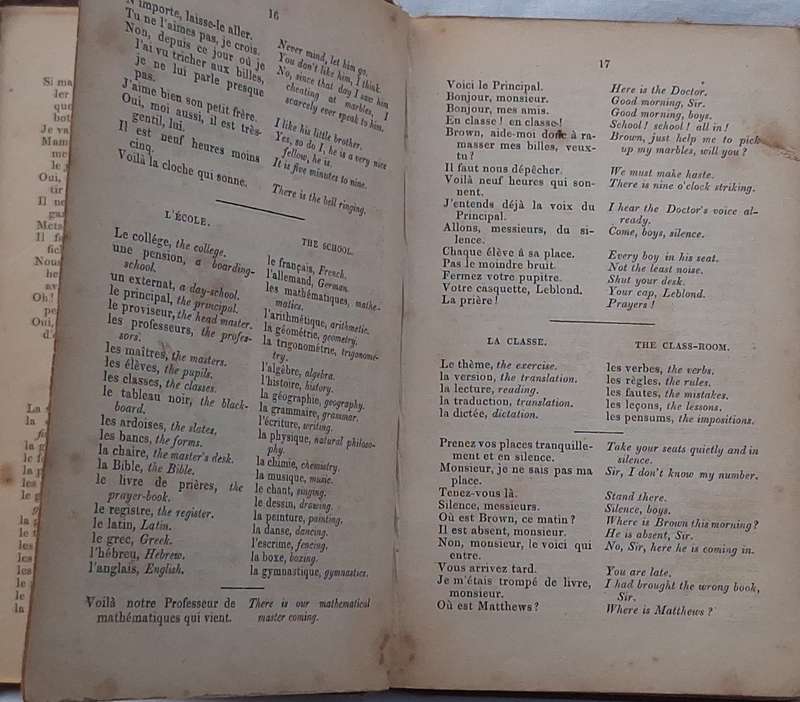 16
N'importe, laisse-le aller.
Tu ne l'aimes pas, je crois.
Non, depuis ce jour où je
l'ai vu tricher aux billes,
je ne lui parle presque
pas.
J'aime bien son petit frère.
Oui, moi aussi, il est très-
gentil, lui.
Il est neuf heures moins
cinq.
Voilà la cloche qui sonne.
Never mind, let him go.
You don't like him, I think.
No, since that day I saw him
cheating at marbles, I
scarcely ever speak to him.
I like his little brother.
Yes, so do I, he is a very nice
fellow, he is.
It is five minutes to nine.
There is the bell ringing.
L'ÉCOLE.
THE SCHOOL.
Le collége, the college.
une pension, a boarding-
school.
un externat, a day-school.
le principal, the principal.
le proviseur, the head master.
les professeurs, the profes-
sors.
les maîtres, the masters.
les élèves, the pupils.
les classes, the classes.
le tableau noir, the black-
board.
les ardoises, the slates,
les bancs, the forms.
la chaire, the master's desk.
la Bible, the Bible.
le livre de prières, the
prayer-book.
le registre, the register.
le latin, Latin.
le grec, Greek.
l'hébreu, Hebrew.
l'anglais, English.
le français, French.
l'allemand, German.
les mathématiques, mathe-
matics.
l'arithmétique, arithmetic.
la géométrie, geometry.
la trigonométrie, trigonome-
try.
l'algèbre, algebra.
l'histoire, history.
la géographie, geography.
la grammaire, grammar.
l'écriture, writing.
la physique, natural philoso-
phy.
la chimie, chemistry.
la musique, music.
le chant, singing.
le dessin, drawing.
la peinture, painting.
la danse, dancing.
l'escrime, fencing.
la boxe, boxing.
la gymnastique, gymnastics.
Voilà notre Professeur de
mathématiques qui vient.
There is our mathematical
master coming.
17
Voici le Principal.
Bonjour, monsieur.
Bonjour, mes amis.
En classe ! en classe !
Brown, aide-moi donc à ra-
masser mes billes, veux-
tu ?
Il faut nous dépêcher.
Voilà neuf heures qui son-
nent.
J'entends déjà la voix du
Principal.
Allons, messieurs, du si-
lence.
Chaque élève à sa place.
Pas le moindre bruit.
Fermez votre pupitre.
Votre casquette, Leblond.
La prière !
Here is the Doctor.
Good morning, Sir.
Good morning, boys.
School ! school ! all in !
Brown, just help me to pick
up my marbles, will you ?
We must make haste.
There is nine o'clock striking.
I hear the Doctor's voice al-
ready.
Come, boys, silence.
Every boy in his seat.
Not the least noise.
Shut your desk.
Your cap, Leblond.
Prayers !
LA CLASSE.
THE CLASS-ROOM.
Le thème, the exercise.
la version, the translation.
la lecture, reading.
la traduction, translation.
la dictée, dictation.
les verbes, the verbs.
les règles, the rules.
les fautes, the mistakes.
les leçons, the lessons.
les pensums, the impositions.
Prenez vos places tranquille-
ment et en silence.
Monsieur, je ne sais pas ma
place.
Tenez-vous là.
Silence, messieurs.
Où est Brown, ce matin ?
Il est absent, monsieur.
Non, monsieur, le voici qui
entre.
Vous arrivez tard.
Je m'étais trompé de livre,
monsieur.
Où est Matthews ?
Take your seats quietly and in
silence.
Sir, I don't know my number.
Stand there.
Silence, boys.
Where is Brown this morning ?
He is absent, Sir.
No, Sir, here he is coming in.
You are late.
I had brought the wrong book,
Sir.
Where is Matthews ?